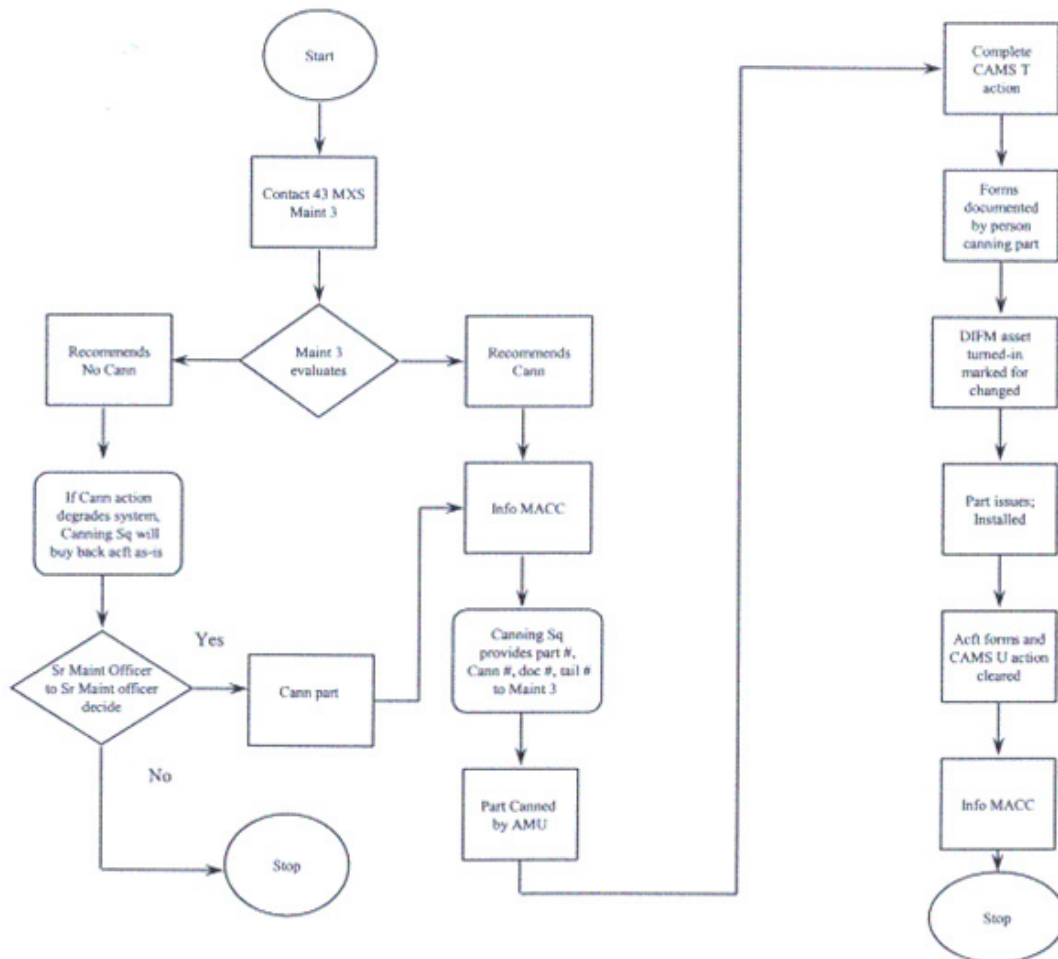 Start
Contact 43 MXS
Maint 3
Maint 3
evaluates
Recommends
No Cann
Recommends
Cann
If Cann action
degrades system,
Canning Sq will
buy back acft as-is
Sr Maint Officer
to Sr Maint officer
decide
Yes
No
Cann part
Stop
Info MACC
Canning Sq
provides part #,
Cann #, doc #, tail #
to Maint 3
Part Canned
by AMU
Complete
CAMS T
action
Forms
documented
by person
canning part
DIFM asset
turned-in
marked for
changed
Part issues;
Installed
Acft forms and
CAMS U action
cleared
Info MACC
Stop